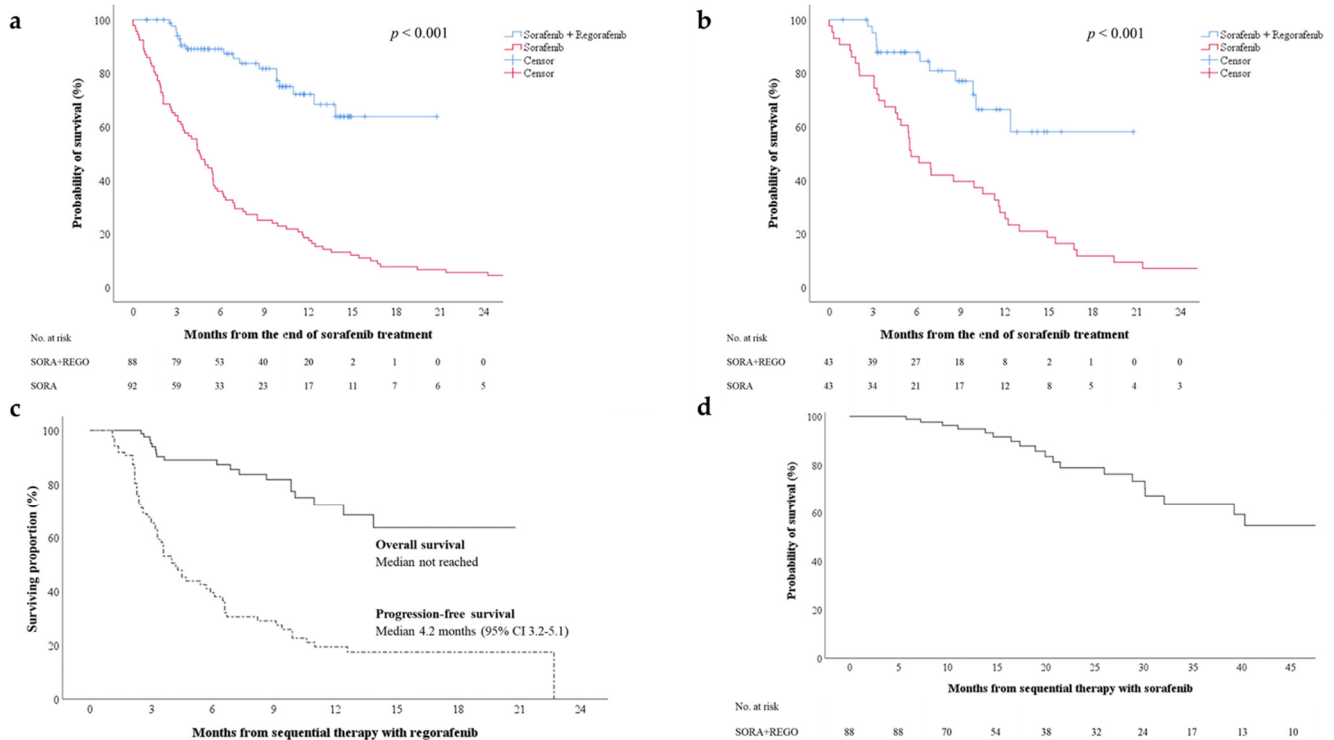 a
100
80
60
40
20
0
Probability of survival (%)
p < 0.001
Sorafenib + Regorafenib
Sorafenib
Censor
Censor
0 3 6 9 12 15 18 21 24
Months from the end of sorafenib treatment
No. at risk
SORA+REGO 88 79 53 40 20 2 1 0 0
SORA 92 59 33 23 17 11 7 6 5
b
100
80
60
40
20
0
Probability of survival (%)
p < 0.001
Sorafenib + Regorafenib
Sorafenib
Censor
Censor
0 3 6 9 12 15 18 21 24
Months from the end of sorafenib treatment
No. at risk
SORA+REGO 43 39 27 18 8 2 1 0 0
SORA 43 34 21 17 12 8 5 4 3
c
100
80
60
40
20
0
Surviving proportion (%)
Overall survival
Median not reached
Progression-free survival
Median 4.2 months (95% CI 3.2-5.1)
0 3 6 9 12 15 18 21 24
Months from sequential therapy with regorafenib
d
100
80
60
40
20
0
Probability of survival (%)
0 5 10 15 20 25 30 35 40 45
Months from sequential therapy with sorafenib
No. at risk
SORA+REGO 88 88 70 54 38 32 24 17 13 10